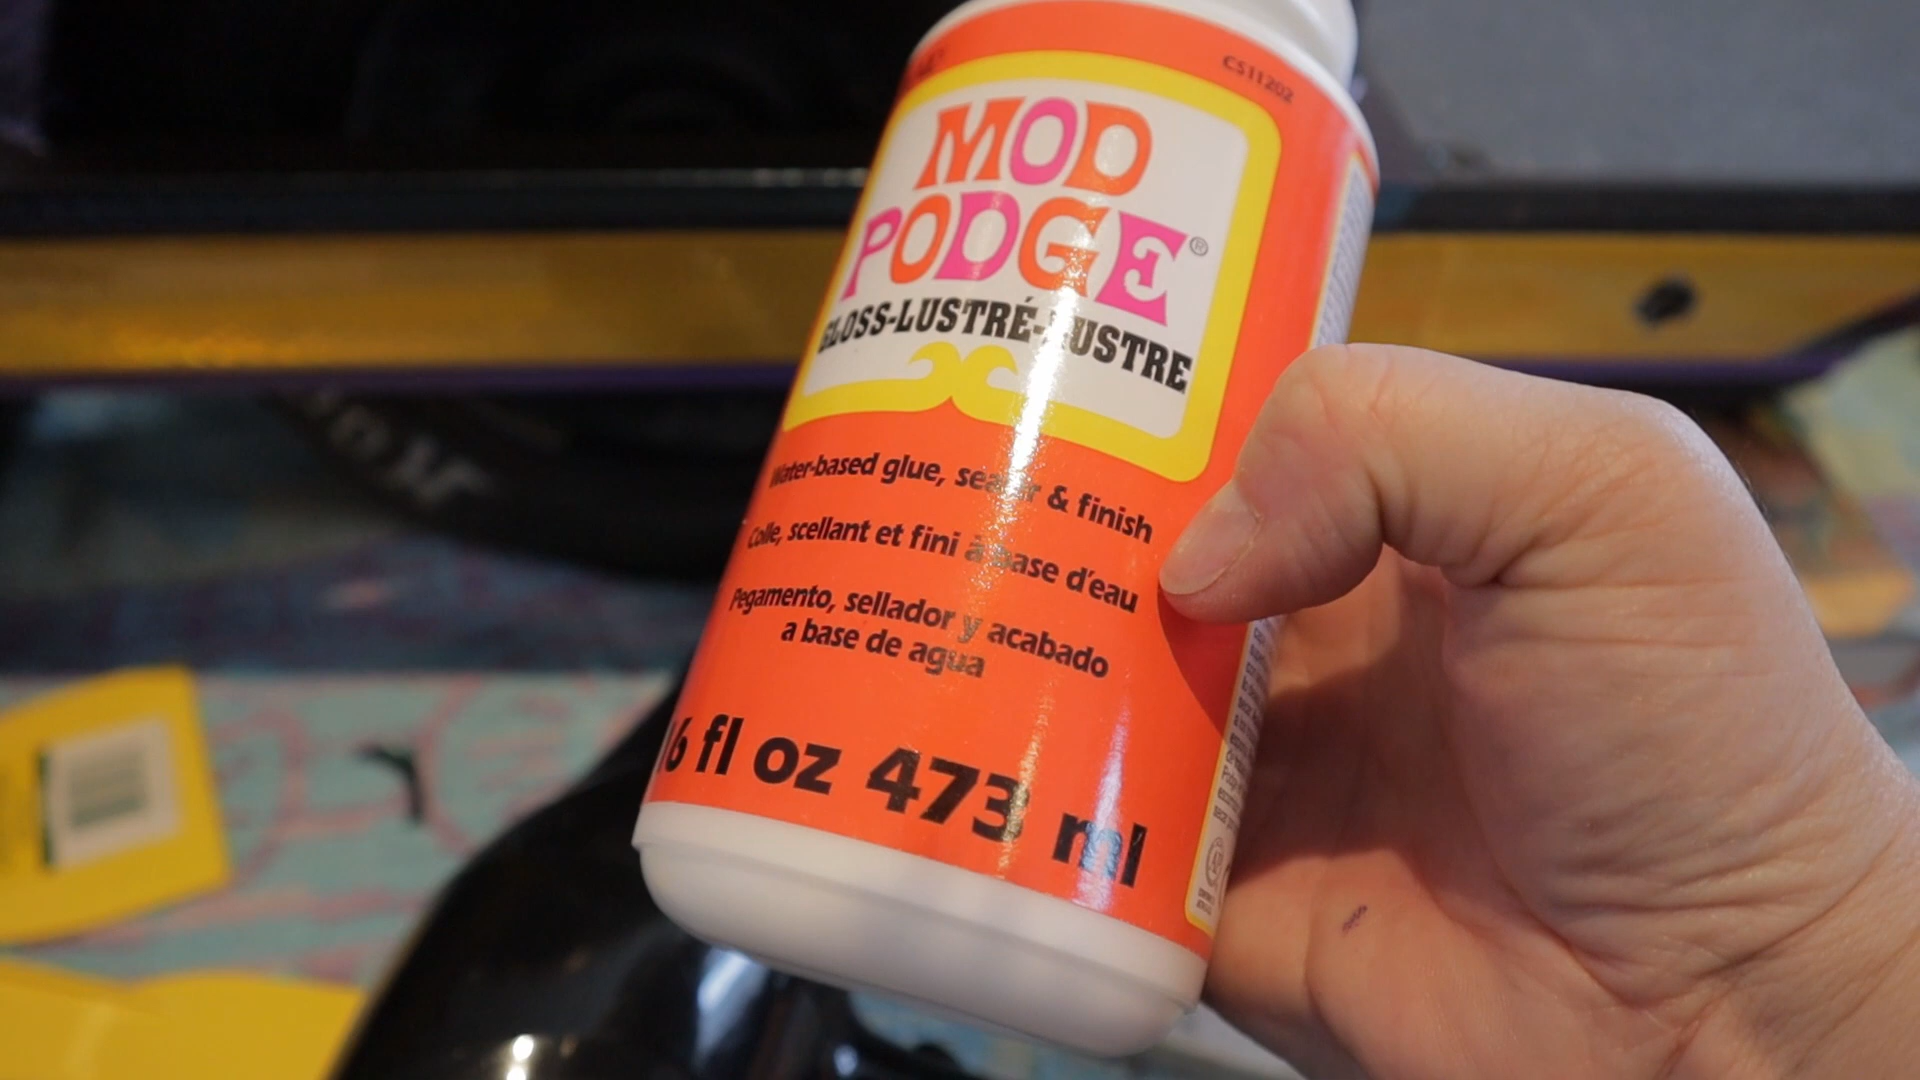 CS11202
MOD
PODGE®
GLOSS-LUSTRÉ-LUSTRE
Water-based glue, sealer & finish
Colle, scellant et fini à base d'eau
Pegamento, sellador y acabado
a base de agua
16 fl oz 473 ml